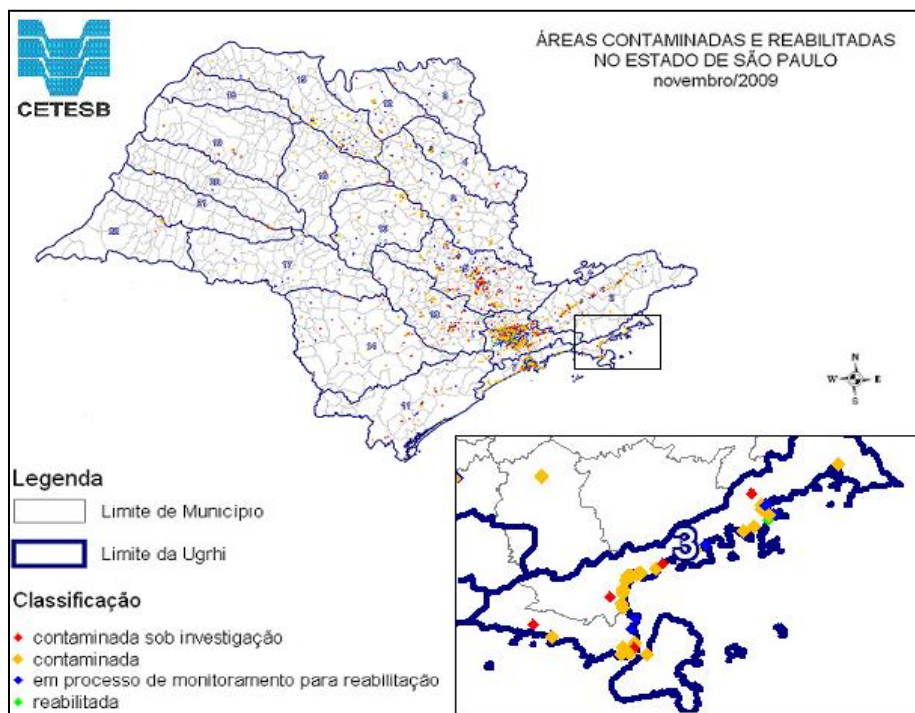 CETESB
ÁREAS CONTAMINADAS E REABILITADAS
NO ESTADO DE SÃO PAULO
novembro/2009
N
W E
S
3
Legenda
Limite de Município
Limite da Ugrhi
Classificação
contaminada sob investigação
contaminada
em processo de monitoramento para reabilitação
reabilitada